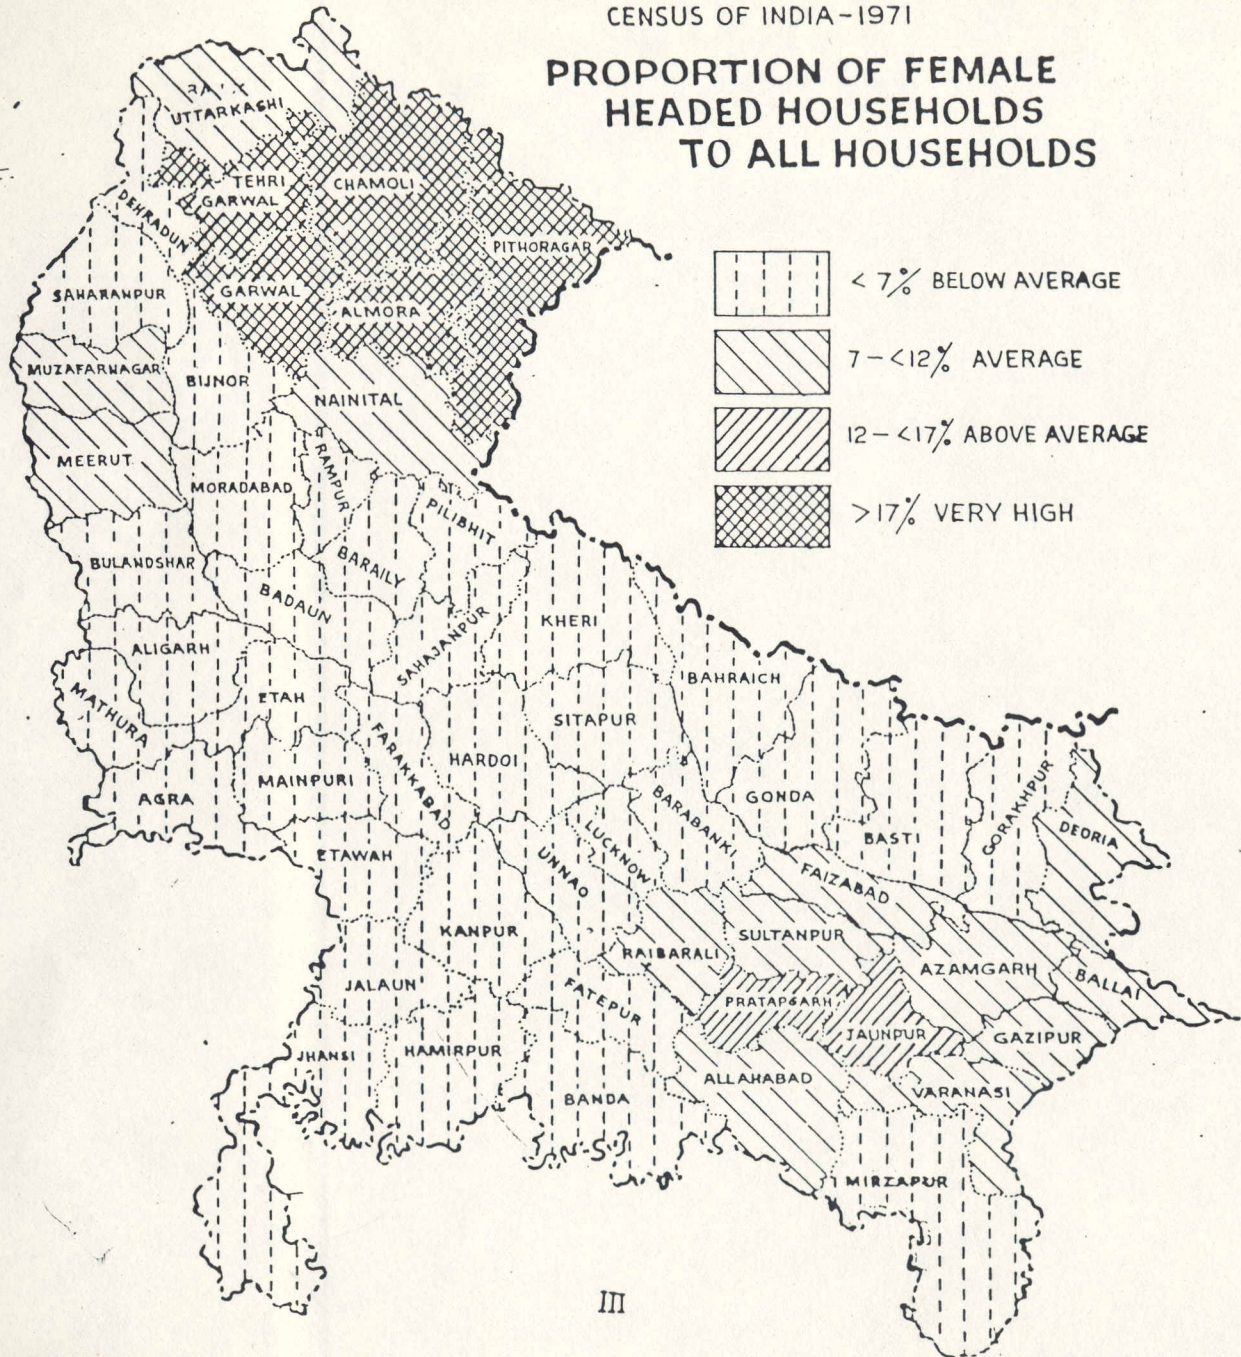 CENSUS OF INDIA-1971
PROPORTION OF FEMALE
HEADED HOUSEHOLDS
TO ALL HOUSEHOLDS
< 7% BELOW AVERAGE
7-<12% AVERAGE
12-<17% ABOVE AVERAGE
>17% VERY HIGH
UTTARKASHI
TEHRI
GARWAL
CHAMOLI
DEHRADUN
PITHORAGAR
SAHARANPUR
GARWAL
ALMORA
MUZAFARNAGAR
BIJNOR
NAINITAL
MEERUT
MORADABAD
RAMPUR
PILIBHIT
BULANDSHAR
BARAILY
BADAUN
KHERI
ALIGARH
SAHAJANPUR
BAHRAICH
MATHURA
ETAH
SITAPUR
FARAKKABAD
HARDOI
MAINPURI
AGRA
BARABANKI
GONDA
GORAKHPUR
BASTI
DEORIA
ETAWAH
UNNAO
LUCKNOW
FAIZABAD
KANPUR
RAIBARALI
SULTANPUR
AZAMGARH
BALLAI
JALAUN
FATEPUR
PRATAPGARH
JAUNPUR
GAZIPUR
JHANSI
HAMIRPUR
ALLAHABAD
VARANASI
BANDA
MIRZAPUR
III